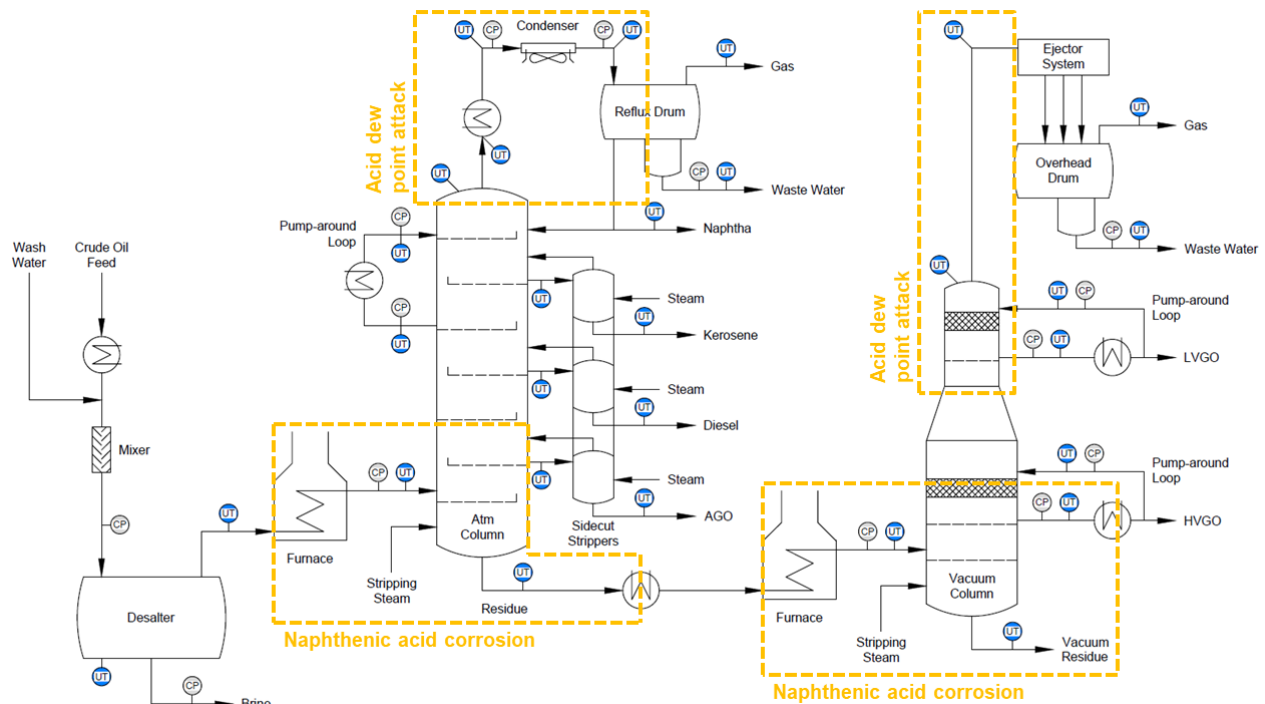 UT
CP
Condenser
CP
UT
UT
Gas
Reflux Drum
UT
UT
CP
UT
Waste Water
Acid dew
point attack
CP
UT
Pump-around
Loop
CP
UT
UT
Naphtha
UT
Steam
UT
Kerosene
UT
Steam
UT
Diesel
UT
Steam
UT
AGO
Sidecut
Strippers
Wash
Water
Crude Oil
Feed
Mixer
CP
Desalter
UT
UT
CP
Brine
CP
UT
Furnace
Atm
Column
Stripping
Steam
UT
Residue
Naphthenic acid corrosion
UT
Ejector
System
UT
Gas
Overhead
Drum
CP
UT
Waste Water
UT
Acid dew
point attack
UT
CP
Pump-around
Loop
CP
UT
LVGO
UT
CP
Pump-around
Loop
CP
UT
HVGO
CP
UT
Furnace
Vacuum
Column
Stripping
Steam
UT
Vacuum
Residue
Naphthenic acid corrosion